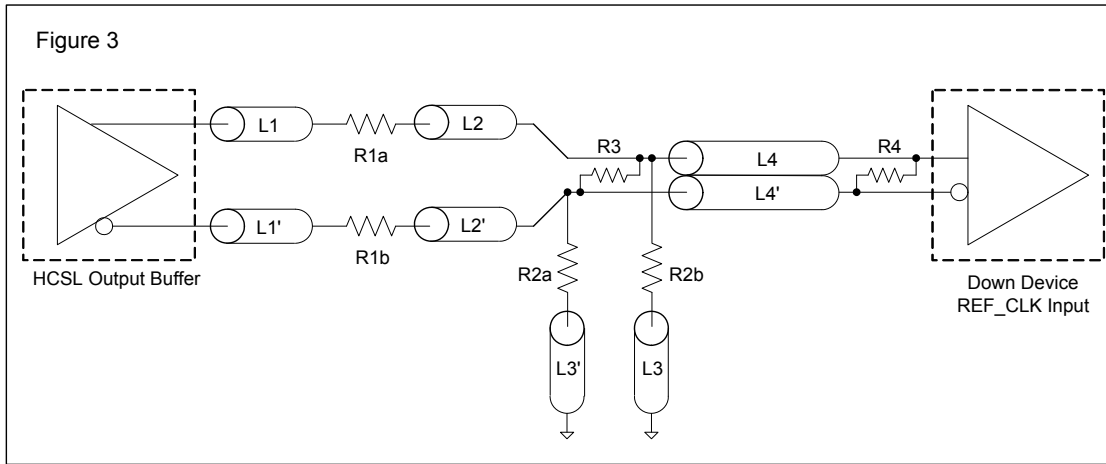 Figure 3
L1
R1a
L2
R3
L4
R4
L4'
L1'
R1b
L2'
HCSL Output Buffer
R2a
R2b
Down Device
REF_CLK Input
L3'
L3